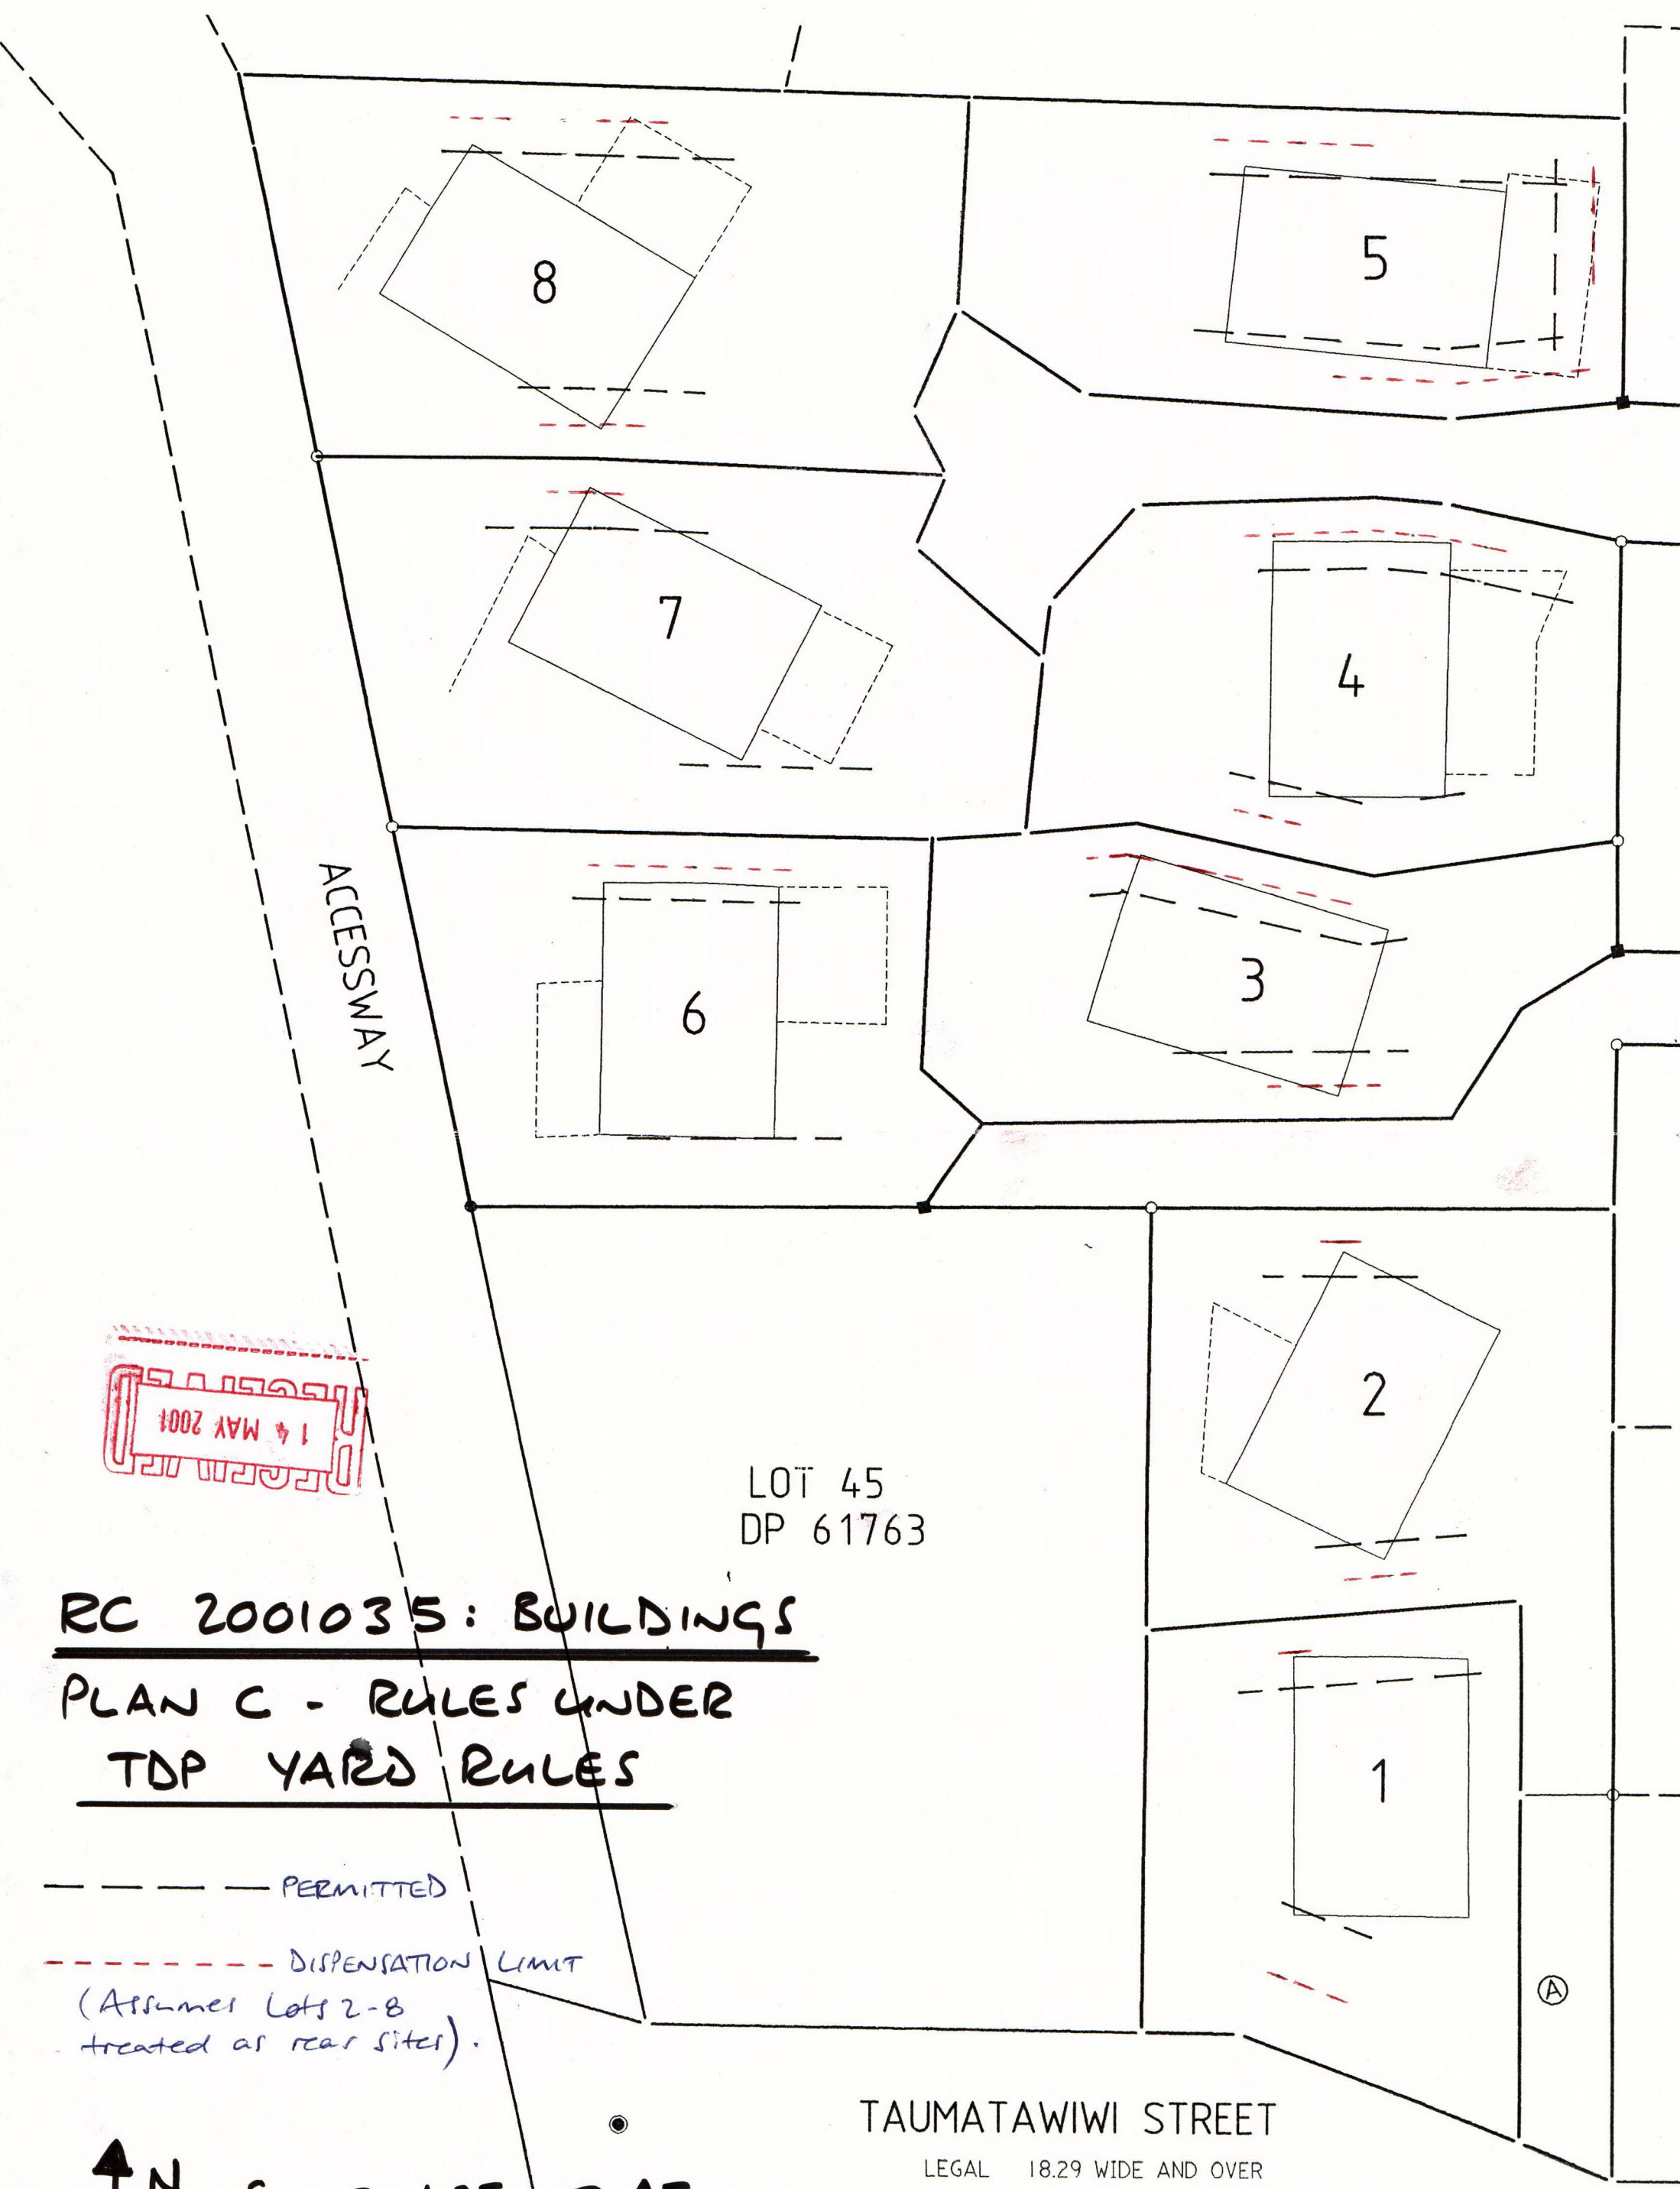 8
5
7
4
ACCESSWAY
6
3
2
RECEIVED
14 MAY 2001
LOT 45
DP 61763
RC 2001035: BUILDINGS
PLAN C - RULES UNDER
TDP YARD RULES
1
PERMITTED
DISPENSATION LIMIT
(Assumes Lots 2-8
treated as rear sites).
A
TAUMATAWIWI STREET
LEGAL 18.29 WIDE AND OVER
N